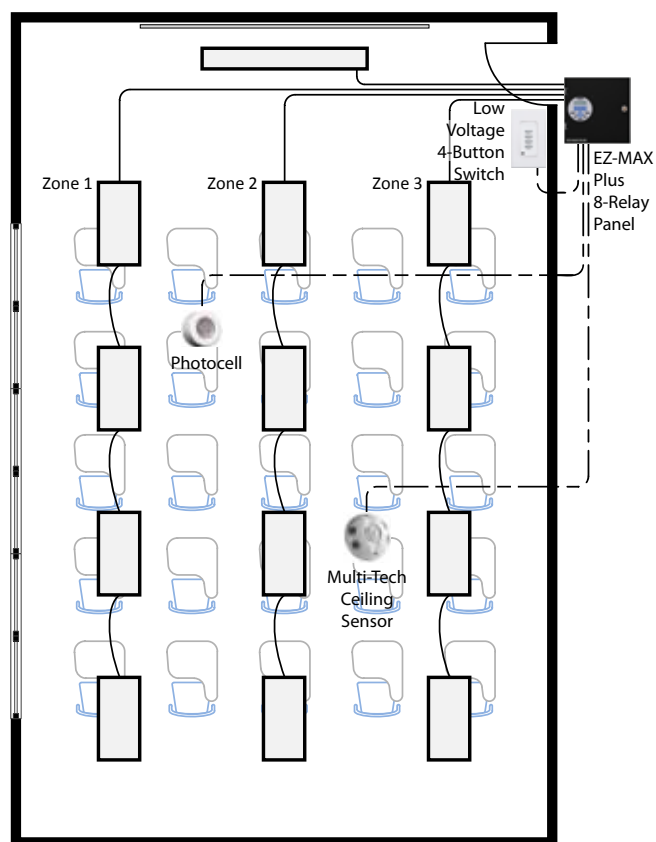 Low
Voltage
4-Button
Switch
EZ-MAX
Plus
8-Relay
Panel
Zone 1
Zone 2
Zone 3
Photocell
Multi-Tech
Ceiling
Sensor